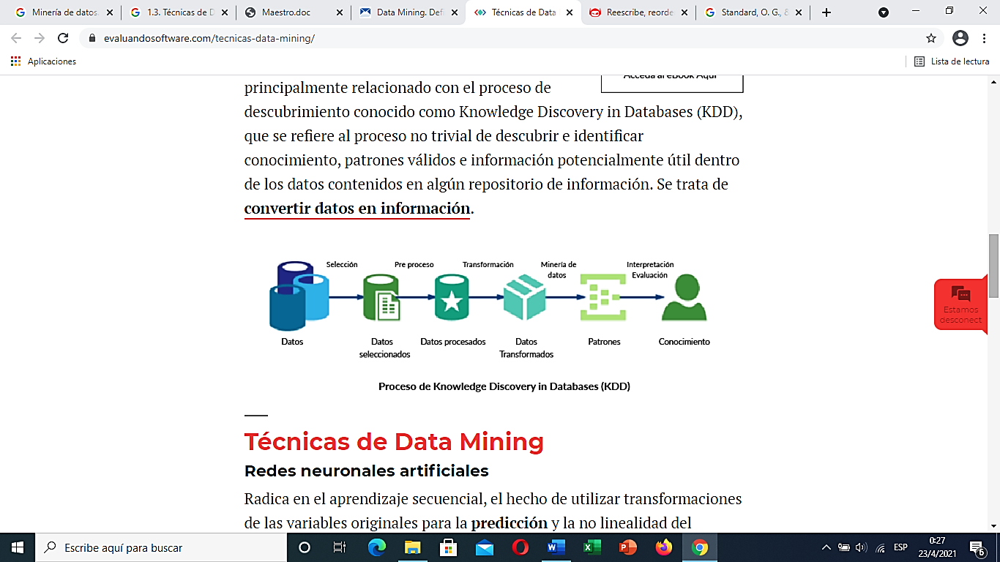 Minería de datos.
1.3. Técnicas de D
Maestro.doc
Data Mining. Defi
Técnicas de Data
Reescribe, reorde
Standard, O. G., &
evaluandosoftware.com/tecnicas-data-mining/
Aplicaciones
Lista de lectura
Acceda al eBook Aquí
principalmente relacionado con el proceso de
descubrimiento conocido como Knowledge Discovery in Databases (KDD),
que se refiere al proceso no trivial de descubrir e identificar
conocimiento, patrones válidos e información potencialmente útil dentro
de los datos contenidos en algún repositorio de información. Se trata de
convertir datos en información.
Selección
Pre proceso
Transformación
Minería de
datos
Interpretación
Evaluación
Datos
Datos
seleccionados
Datos procesados
Datos
Transformados
Patrones
Conocimiento
Proceso de Knowledge Discovery in Databases (KDD)
Estamos
desconect
Técnicas de Data Mining
Redes neuronales artificiales
Radica en el aprendizaje secuencial, el hecho de utilizar transformaciones
de las variables originales para la predicción y la no linealidad del
Escribe aquí para buscar
ESP
0:27
23/4/2021
6